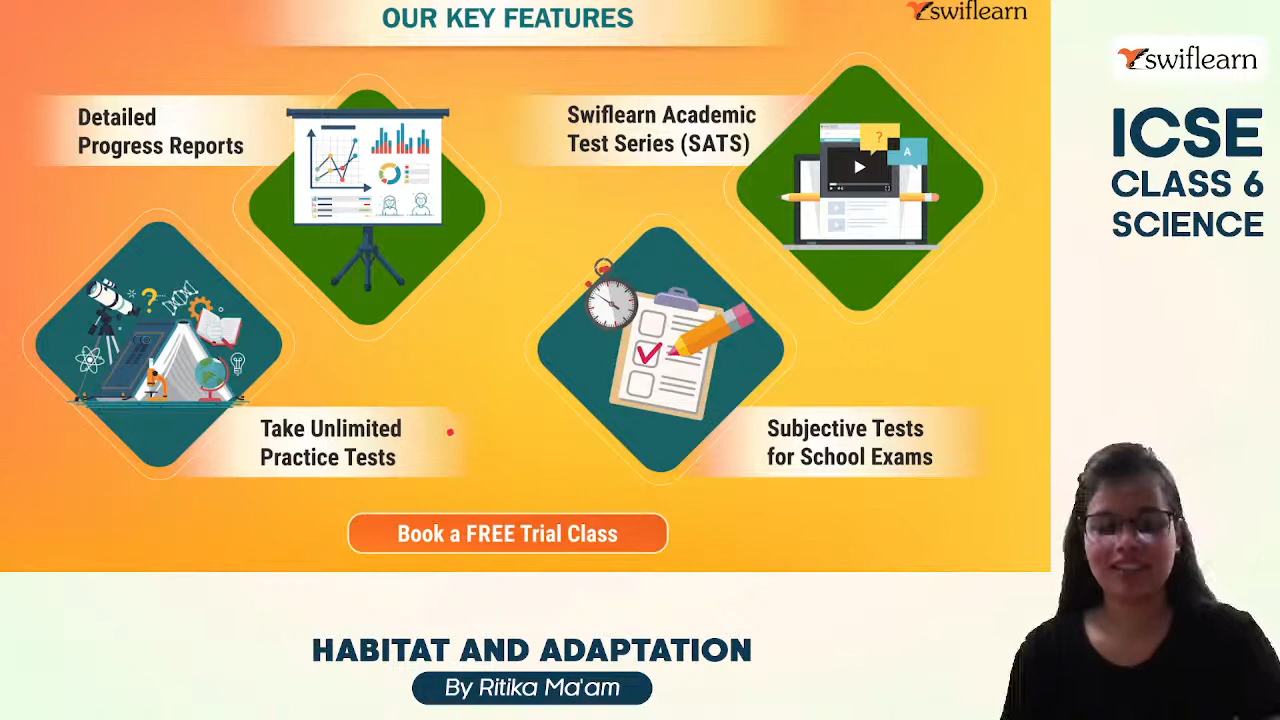 OUR KEY FEATURES
swiflearn
Detailed
Progress Reports
Swiflearn Academic
Test Series (SATS)
?
A
?
Take Unlimited
Practice Tests
Subjective Tests
for School Exams
Book a FREE Trial Class
swiflearn
ICSE
CLASS 6
SCIENCE
HABITAT AND ADAPTATION
By Ritika Ma'am